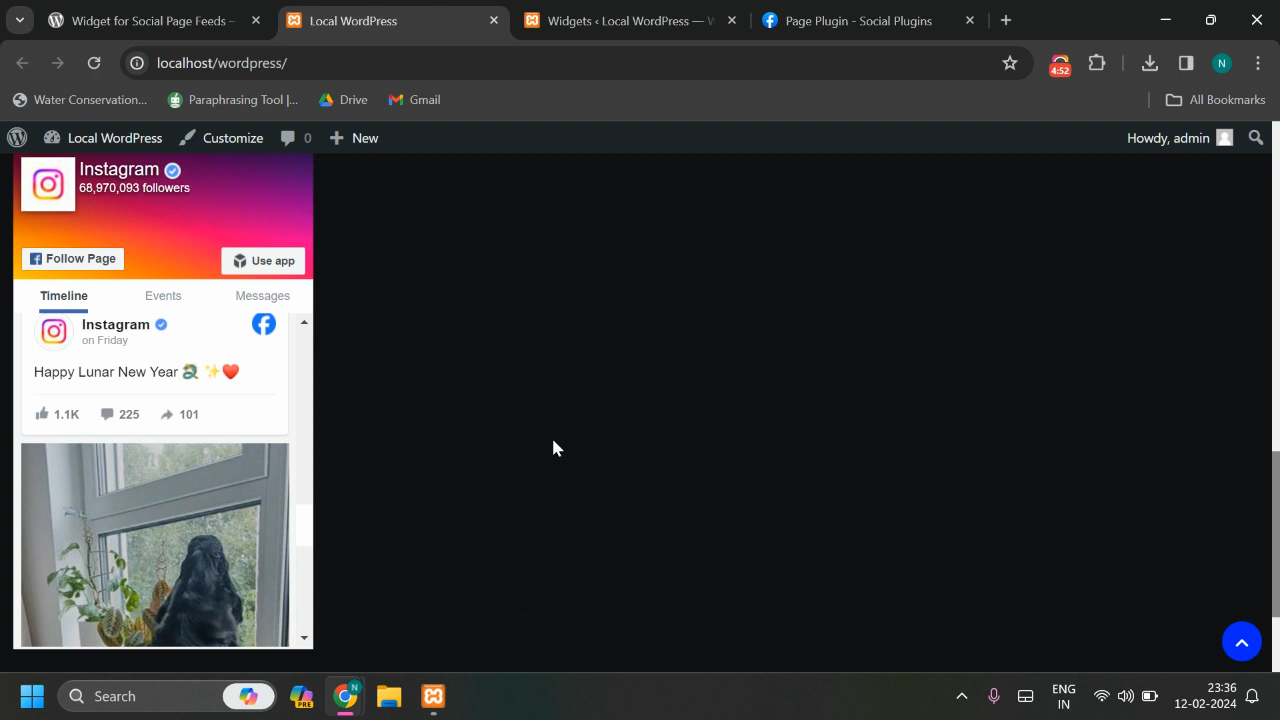 Widget for Social Page Feeds –
Local WordPress
Widgets ‹ Local WordPress — W
Page Plugin - Social Plugins
localhost/wordpress/
4:52
N
Water Conservation...
Paraphrasing Tool |...
Drive
Gmail
All Bookmarks
Local WordPress
Customize
0
New
Howdy, admin
Instagram
68,970,093 followers
Follow Page
Use app
Timeline
Events
Messages
Instagram
on Friday
Happy Lunar New Year 🐉 ✨❤️
1.1K
225
101
Search
PRE
N
ENG
IN
23:36
12-02-2024